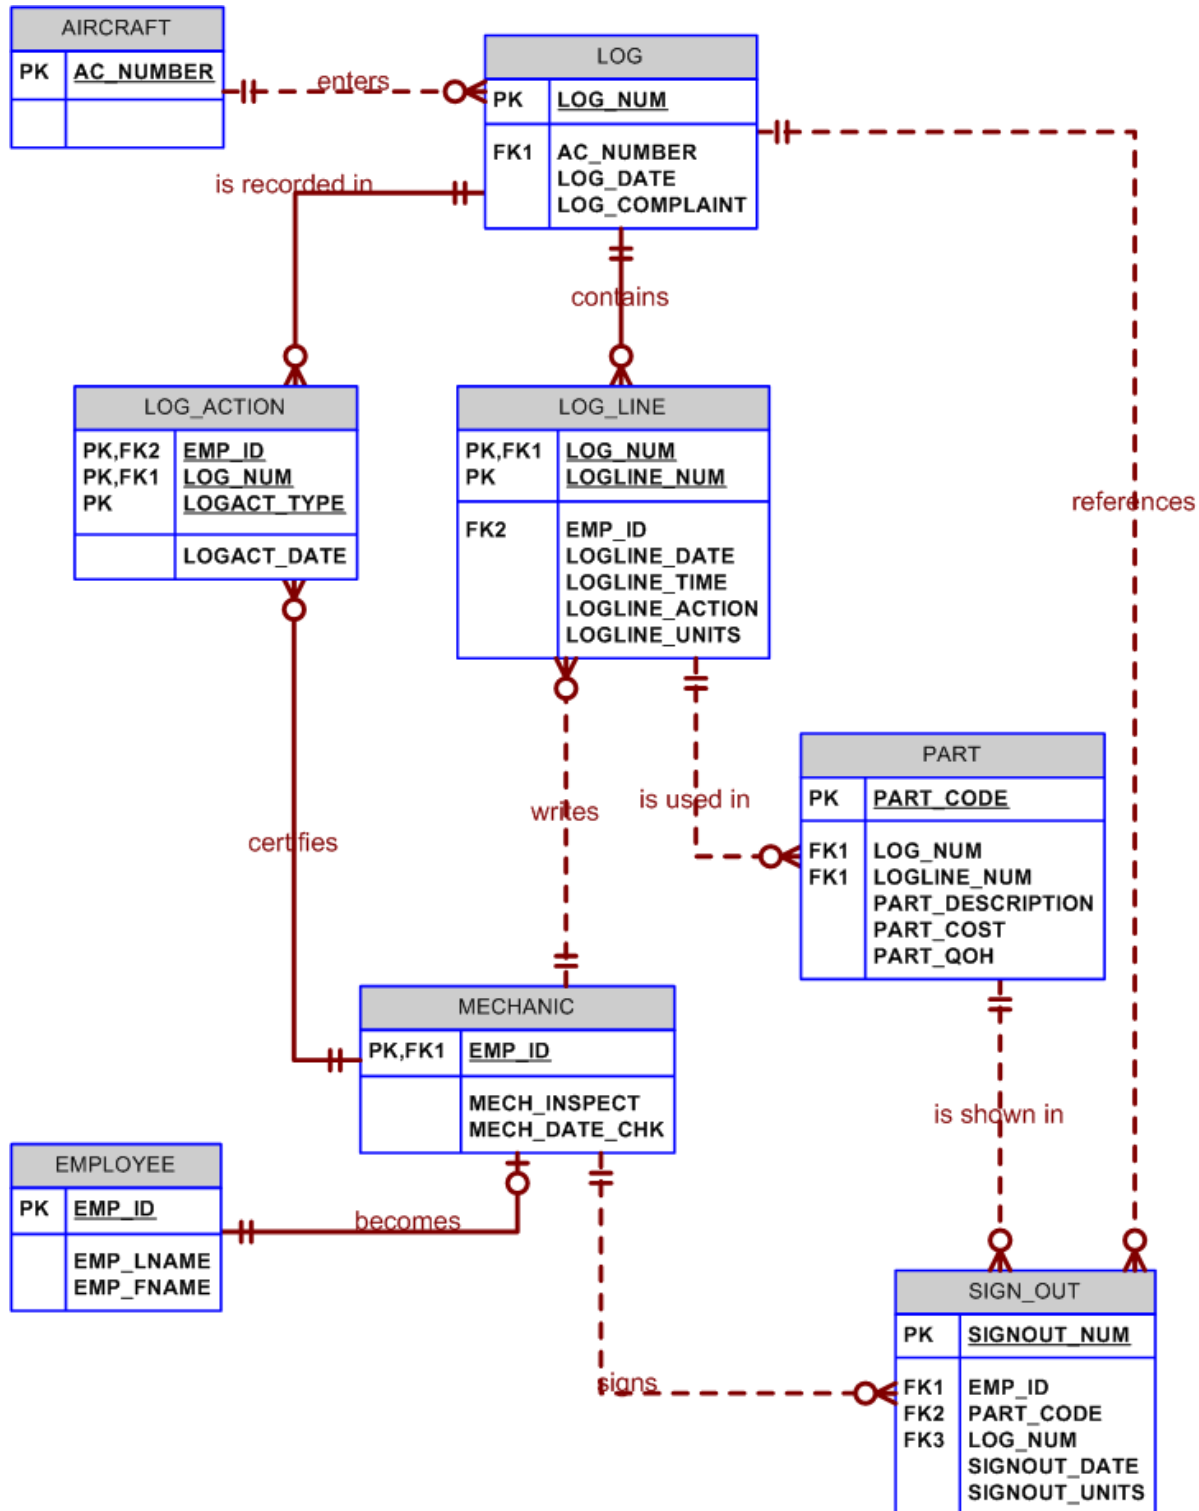 AIRCRAFT
PK AC_NUMBER
enters
LOG
PK LOG_NUM
FK1 AC_NUMBER
LOG_DATE
LOG_COMPLAINT
is recorded in
contains
references
LOG_ACTION
PK,FK2 EMP_ID
PK,FK1 LOG_NUM
PK LOGACT_TYPE
LOGACT_DATE
LOG_LINE
PK,FK1 LOG_NUM
PK LOGLINE_NUM
FK2 EMP_ID
LOGLINE_DATE
LOGLINE_TIME
LOGLINE_ACTION
LOGLINE_UNITS
certifies
writes
is used in
PART
PK PART_CODE
FK1 LOG_NUM
FK1 LOGLINE_NUM
PART_DESCRIPTION
PART_COST
PART_QOH
MECHANIC
PK,FK1 EMP_ID
MECH_INSPECT
MECH_DATE_CHK
is shown in
EMPLOYEE
PK EMP_ID
EMP_LNAME
EMP_FNAME
becomes
signs
SIGN_OUT
PK SIGNOUT_NUM
FK1 EMP_ID
FK2 PART_CODE
FK3 LOG_NUM
SIGNOUT_DATE
SIGNOUT_UNITS